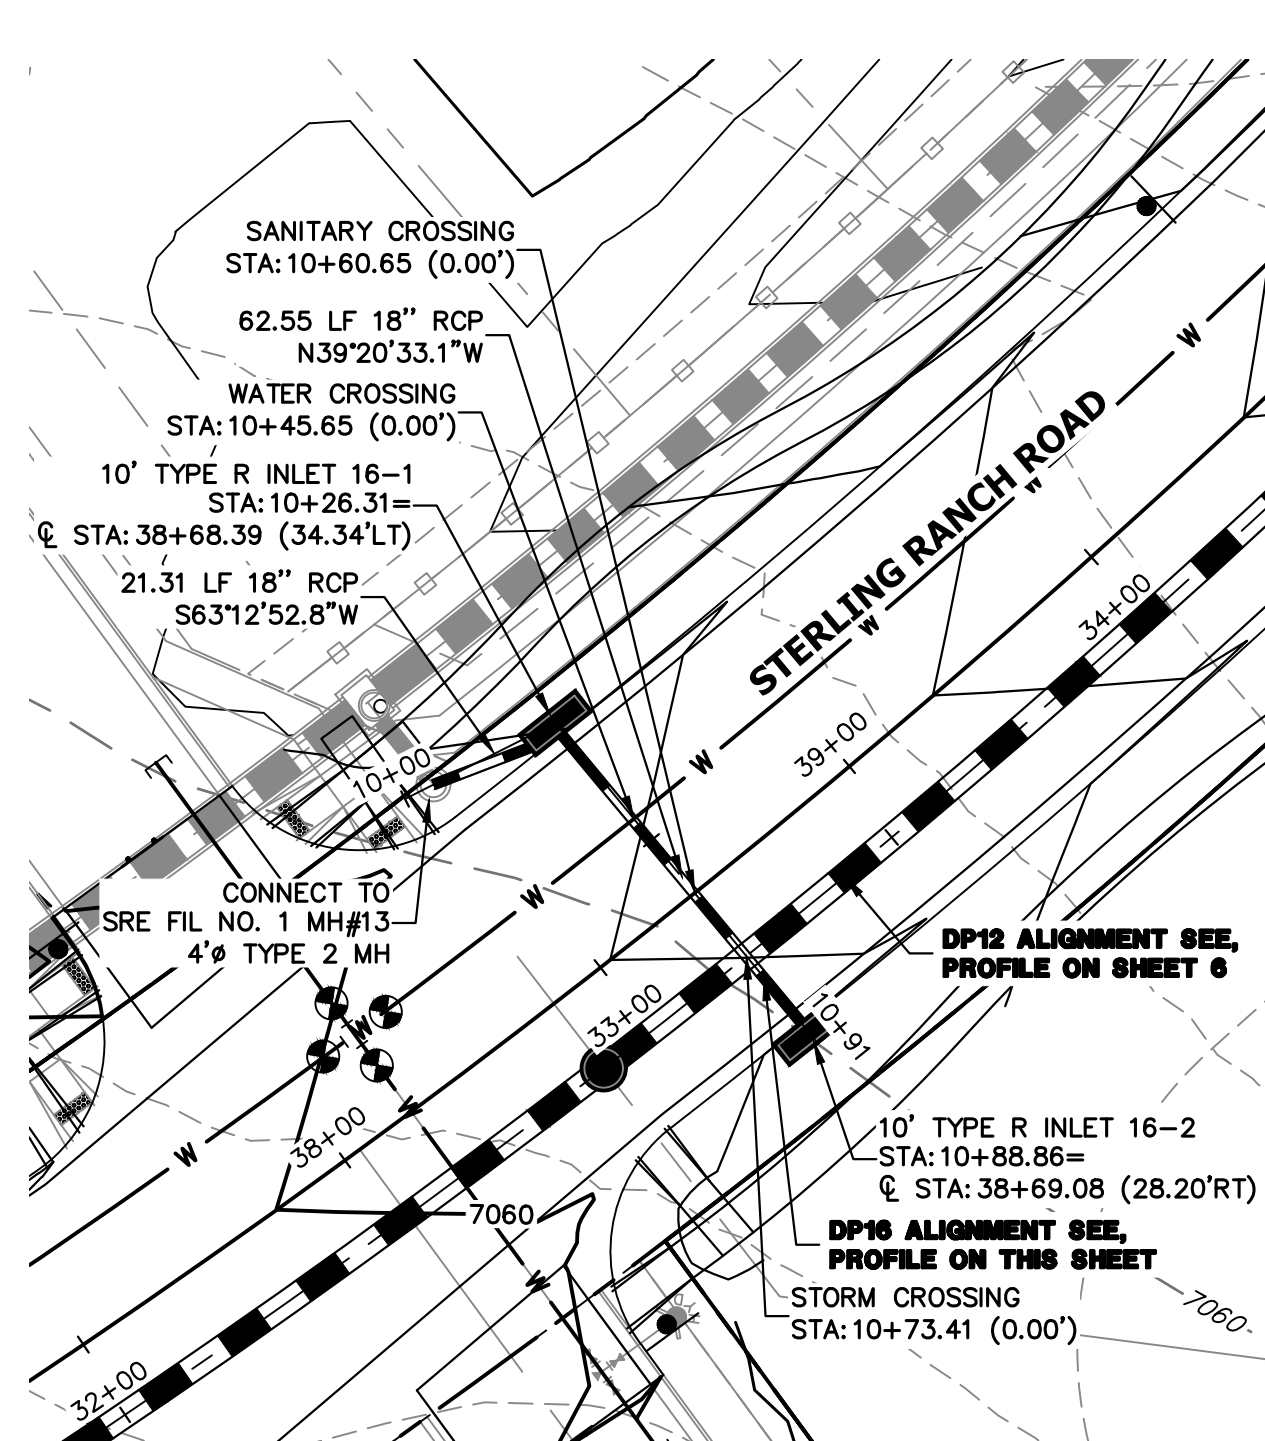 SANITARY CROSSING
STA:10+60.65 (0.00')
62.55 LF 18" RCP
N39°20'33.1"W
WATER CROSSING
STA:10+45.65 (0.00')
10' TYPE R INLET 16-1
STA:10+26.31=
℄ STA:38+68.39 (34.34'LT)
21.31 LF 18" RCP
S63°12'52.8"W
W
STERLING RANCH ROAD
W
W
34+00
39+00
W
10+00
W
CONNECT TO
SRE FIL NO. 1 MH#13
4'ø TYPE 2 MH
DP12 ALIGNMENT SEE,
PROFILE ON SHEET 6
10+91
33+00
W
W
W
38+00
10' TYPE R INLET 16-2
STA:10+88.86=
℄ STA:38+69.08 (28.20'RT)
7060
DP16 ALIGNMENT SEE,
PROFILE ON THIS SHEET
W
STORM CROSSING
STA:10+73.41 (0.00')
7060
HYD
32+00